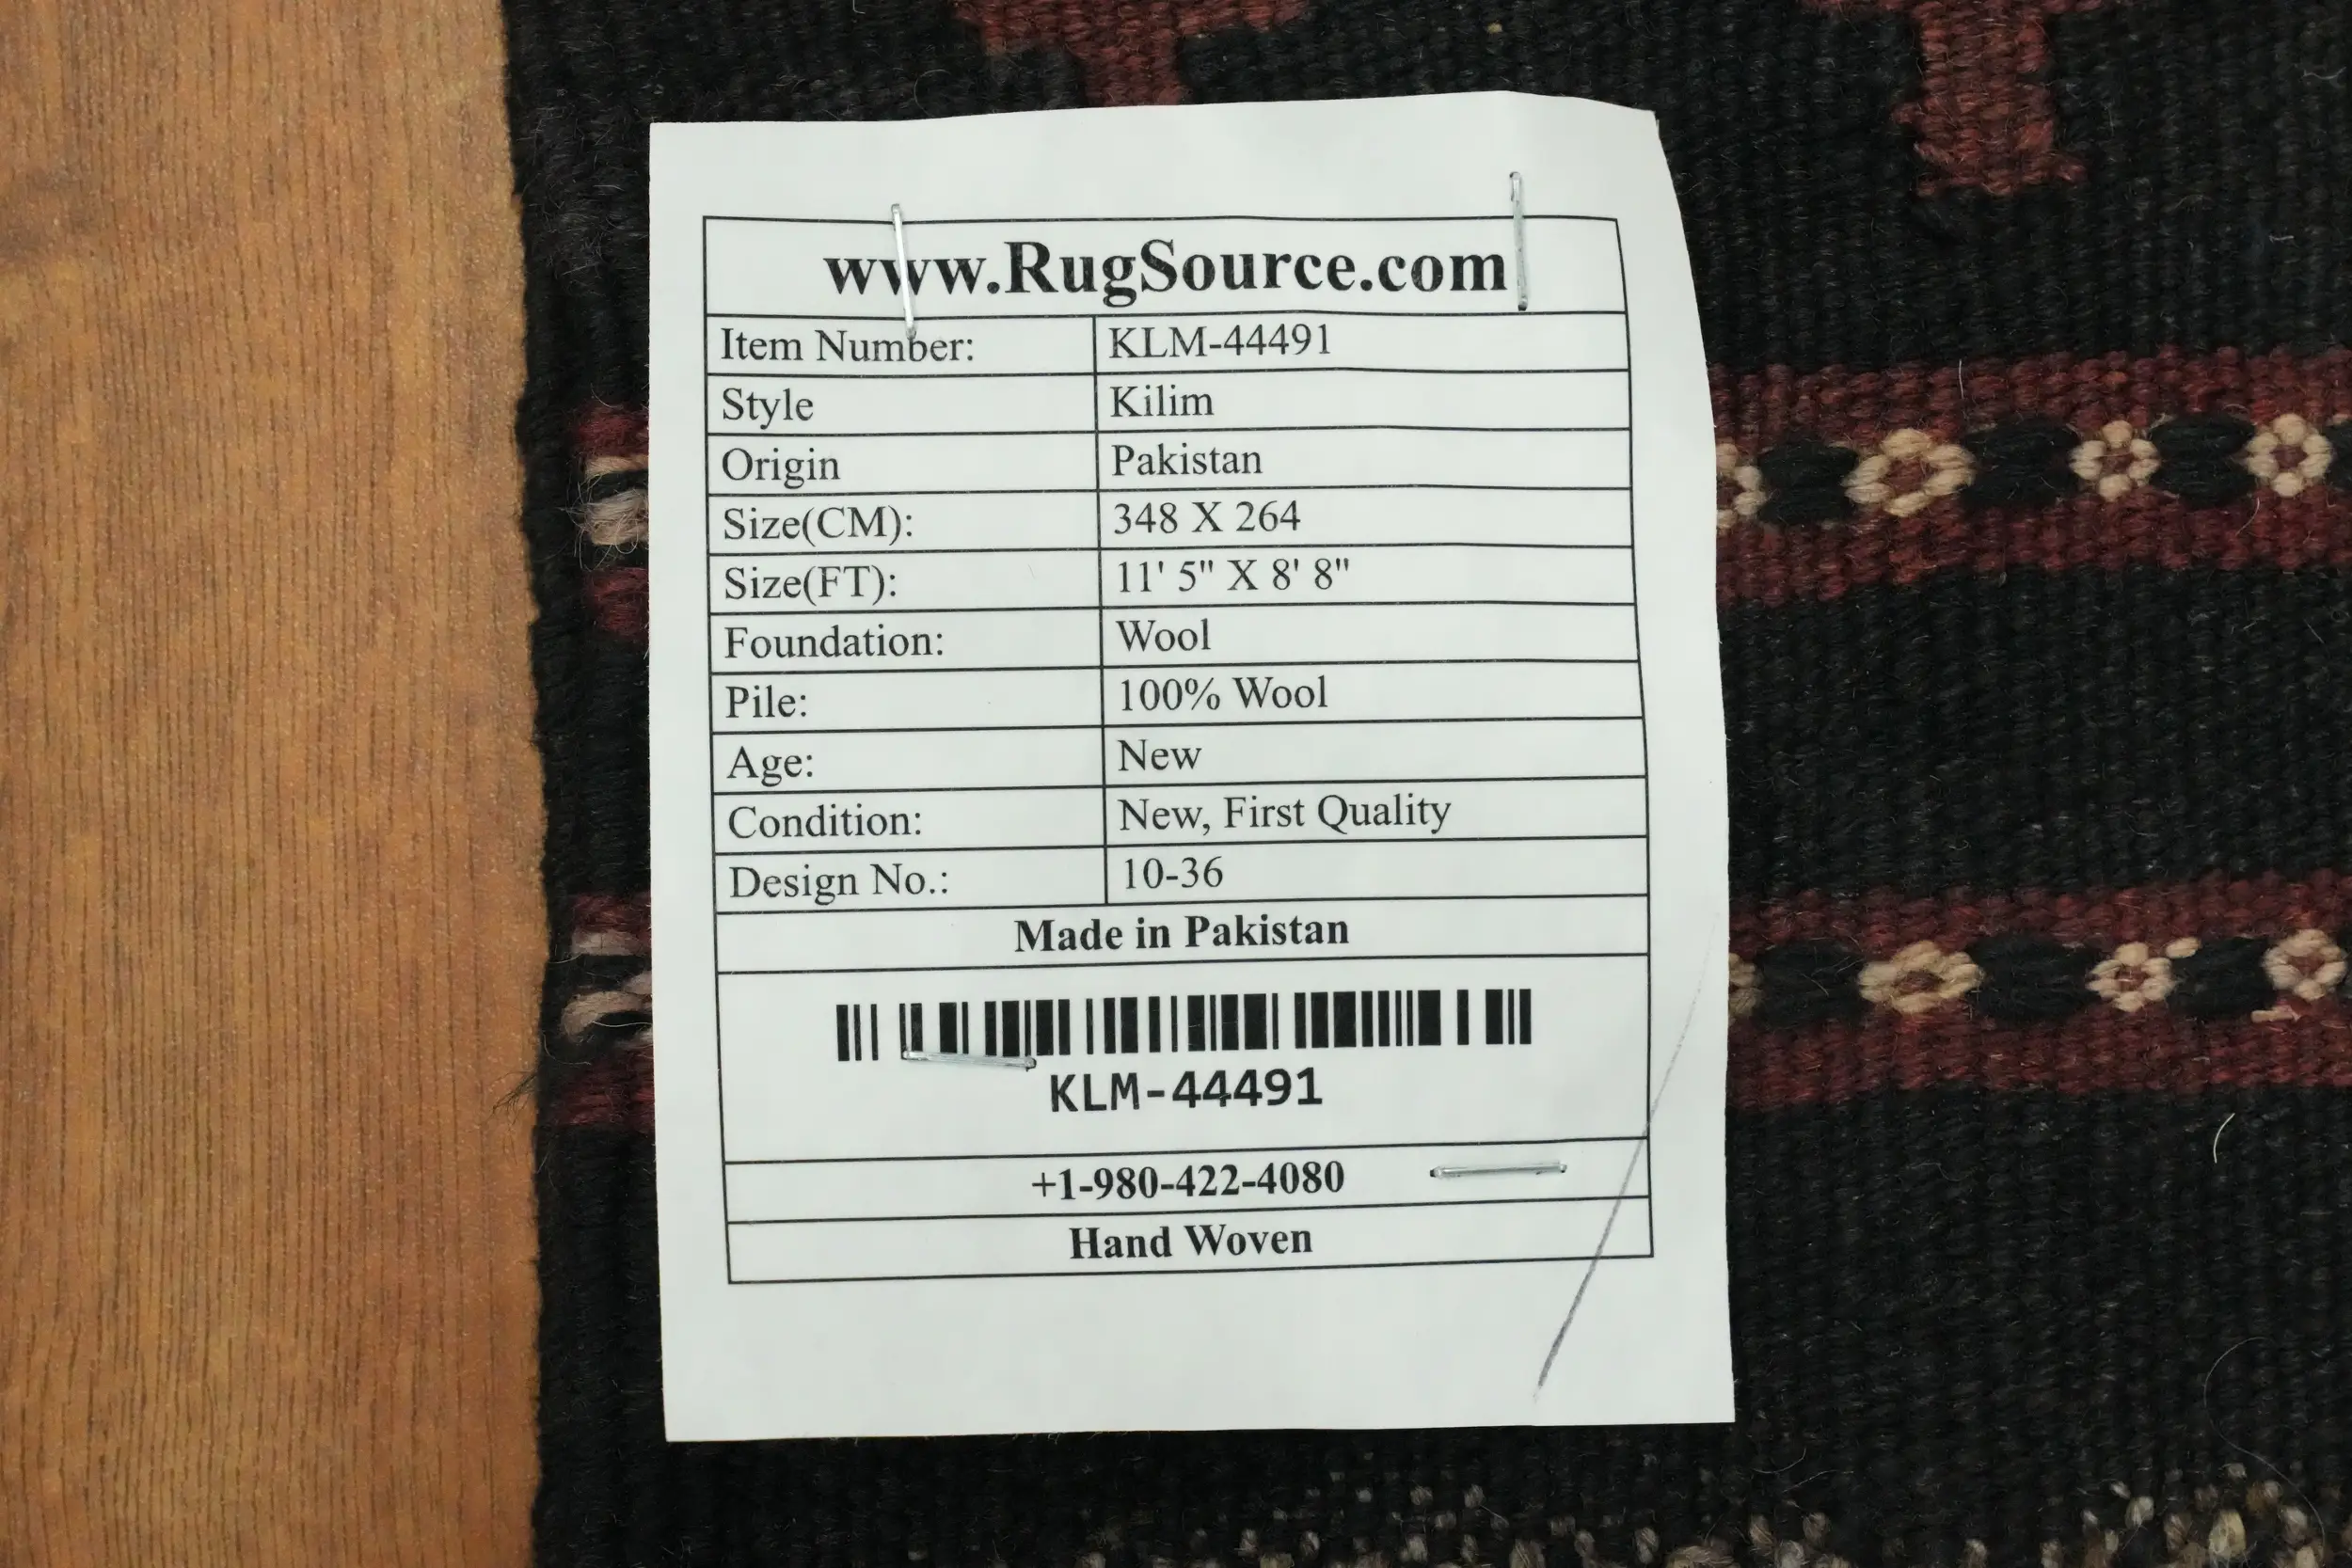 www.RugSource.com
Item Number: KLM-44491
Style Kilim
Origin Pakistan
Size(CM): 348 X 264
Size(FT): 11' 5" X 8' 8"
Foundation: Wool
Pile: 100% Wool
Age: New
Condition: New, First Quality
Design No.: 10-36
Made in Pakistan
KLM-44491
+1-980-422-4080
Hand Woven